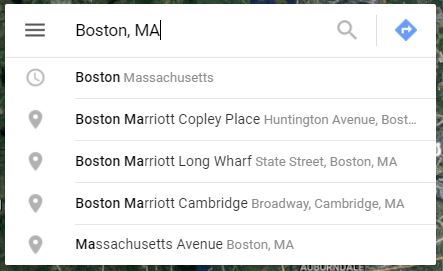 Boston, MA
Boston Massachusetts
Boston Marriott Copley Place Huntington Avenue, Bost...
Boston Marriott Long Wharf State Street, Boston, MA
Boston Marriott Cambridge Broadway, Cambridge, MA
Massachusetts Avenue Boston, MA
AUBURNDALE